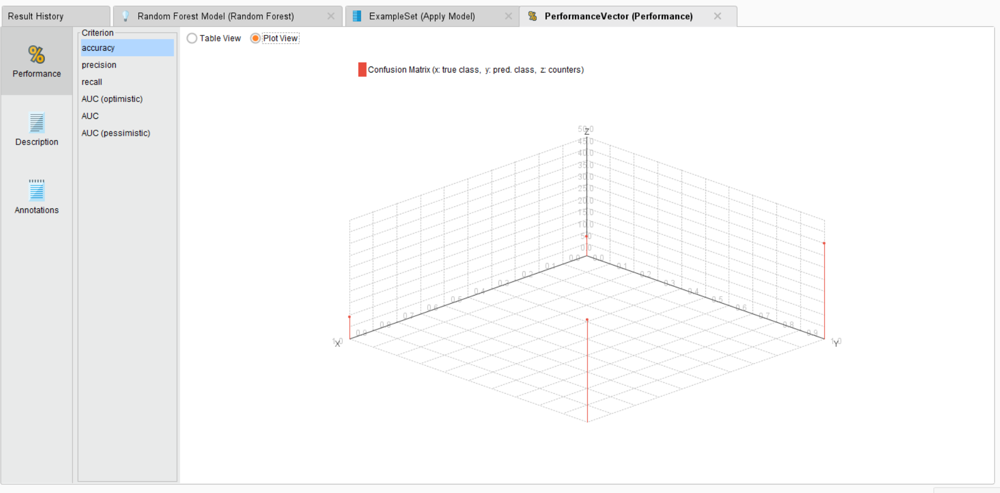 Result History
Random Forest Model (Random Forest)
ExampleSet (Apply Model)
PerformanceVector (Performance)
Performance
Description
Annotations
Criterion
accuracy
precision
recall
AUC (optimistic)
AUC
AUC (pessimistic)
Table View
Plot View
Confusion Matrix (x: true class, y: pred. class, z: counters)
50.0
Z
45.0
40.0
35.0
30.0
25.0
20.0
15.0
10.0
5.0
0.0
0.0
0.1
0.2
0.3
0.4
0.5
0.6
0.7
0.8
0.9
1.0
X
0.0
0.1
0.2
0.3
0.4
0.5
0.6
0.7
0.8
0.9
1.0
Y